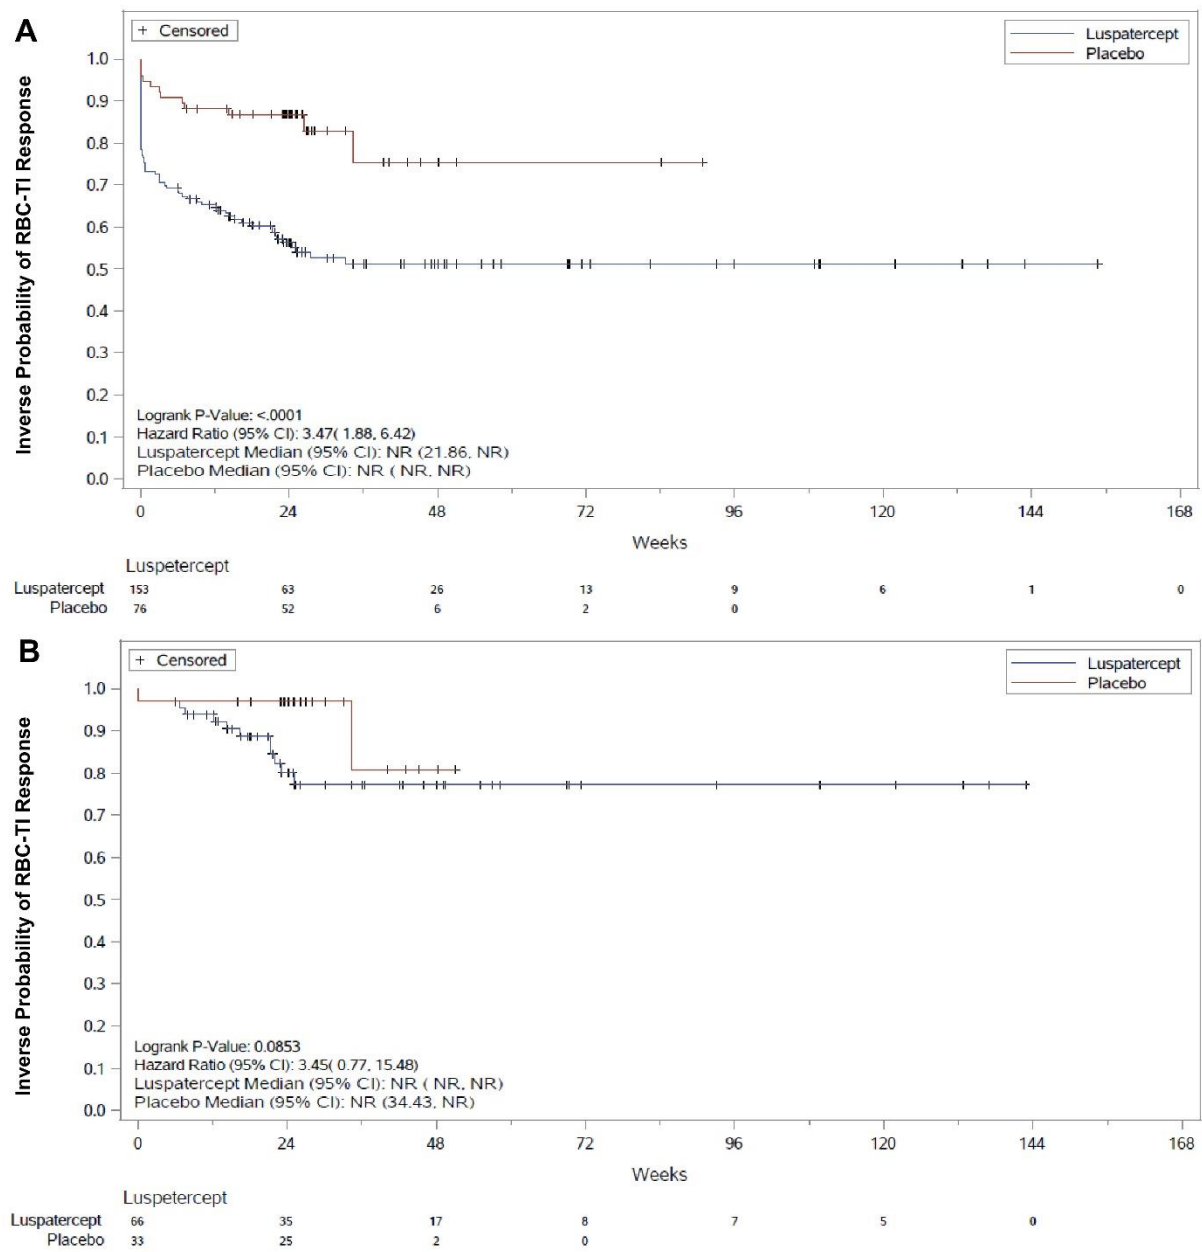 A
+ Censored
Luspatercept
Placebo
Inverse Probability of RBC-TI Response
1.0
0.9
0.8
0.7
0.6
0.5
0.4
0.3
0.2
0.1
0.0
Logrank P-Value: <.0001
Hazard Ratio (95% CI): 3.47( 1.88, 6.42)
Luspatercept Median (95% CI): NR (21.86, NR)
Placebo Median (95% CI): NR ( NR, NR)
0 24 48 72 96 120 144 168
Weeks
Luspetercept
Luspatercept 153 63 26 13 9 6 1 0
Placebo 76 52 6 2 0
B
+ Censored
Luspatercept
Placebo
Inverse Probability of RBC-TI Response
1.0
0.9
0.8
0.7
0.6
0.5
0.4
0.3
0.2
0.1
0.0
Logrank P-Value: 0.0853
Hazard Ratio (95% CI): 3.45( 0.77, 15.48)
Luspatercept Median (95% CI): NR ( NR, NR)
Placebo Median (95% CI): NR (34.43, NR)
0 24 48 72 96 120 144 168
Weeks
Luspetercept
Luspatercept 66 35 17 8 7 5 0
Placebo 33 25 2 0